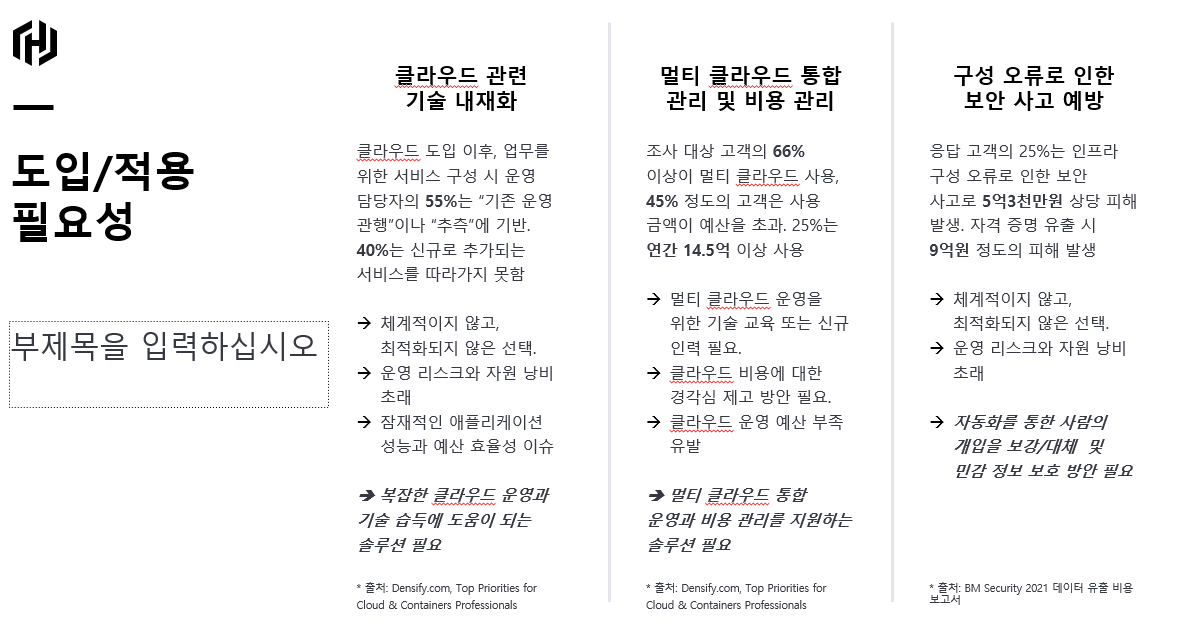 도입/적용
필요성
부제목을 입력하십시오
클라우드 관련
기술 내재화
클라우드 도입 이후, 업무를
위한 서비스 구성 시 운영
담당자의 55%는 “기존 운영
관행”이나 “추측”에 기반.
40%는 신규로 추가되는
서비스를 따라가지 못함
→ 체계적이지 않고,
최적화되지 않은 선택.
→ 운영 리스크와 자원 낭비
초래
→ 잠재적인 애플리케이션
성능과 예산 효율성 이슈
➔ 복잡한 클라우드 운영과
기술 습득에 도움이 되는
솔루션 필요
* 출처: Densify.com, Top Priorities for
Cloud & Containers Professionals
멀티 클라우드 통합
관리 및 비용 관리
조사 대상 고객의 66%
이상이 멀티 클라우드 사용,
45% 정도의 고객은 사용
금액이 예산을 초과. 25%는
연간 14.5억 이상 사용
→ 멀티 클라우드 운영을
위한 기술 교육 또는 신규
인력 필요.
→ 클라우드 비용에 대한
경각심 제고 방안 필요.
→ 클라우드 운영 예산 부족
유발
➔ 멀티 클라우드 통합
운영과 비용 관리를 지원하는
솔루션 필요
* 출처: Densify.com, Top Priorities for
Cloud & Containers Professionals
구성 오류로 인한
보안 사고 예방
응답 고객의 25%는 인프라
구성 오류로 인한 보안
사고로 5억3천만원 상당 피해
발생. 자격 증명 유출 시
9억원 정도의 피해 발생
→ 체계적이지 않고,
최적화되지 않은 선택.
→ 운영 리스크와 자원 낭비
초래
→ 자동화를 통한 사람의
개입을 보강/대체 및
민감 정보 보호 방안 필요
* 출처: BM Security 2021 데이터 유출 비용
보고서